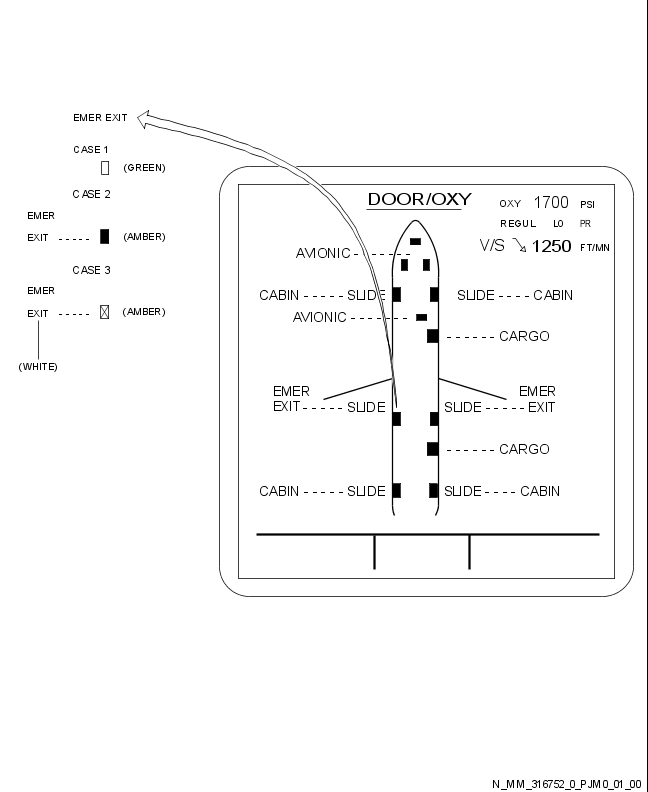 EMER EXIT
CASE 1
(GREEN)
CASE 2
EMER
EXIT ----- (AMBER)
CASE 3
EMER
EXIT ----- (AMBER)
(WHITE)
DOOR/OXY
OXY 1700 PSI
REGUL LO PR
V/S 1250 FT/MN
AVIONIC
CABIN ----- SLIDE SLIDE ----- CABIN
AVIONIC
CARGO
EMER EMER
EXIT ----- SLIDE SLIDE ----- EXIT
CARGO
CABIN ----- SLIDE SLIDE ---- CABIN
N_MM_316752_0_PJM0_01_00